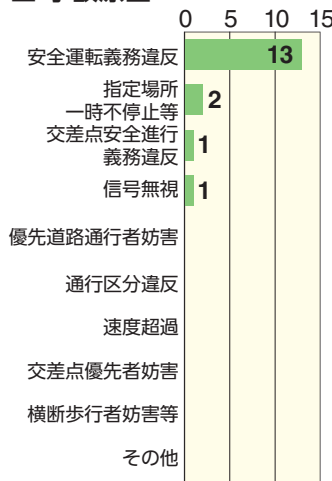 0 5 10 15
安全運転義務違反 13
指定場所
一時不停止等 2
交差点安全進行
義務違反 1
信号無視 1
優先道路通行者妨害
通行区分違反
速度超過
交差点優先者妨害
横断歩行者妨害等
その他